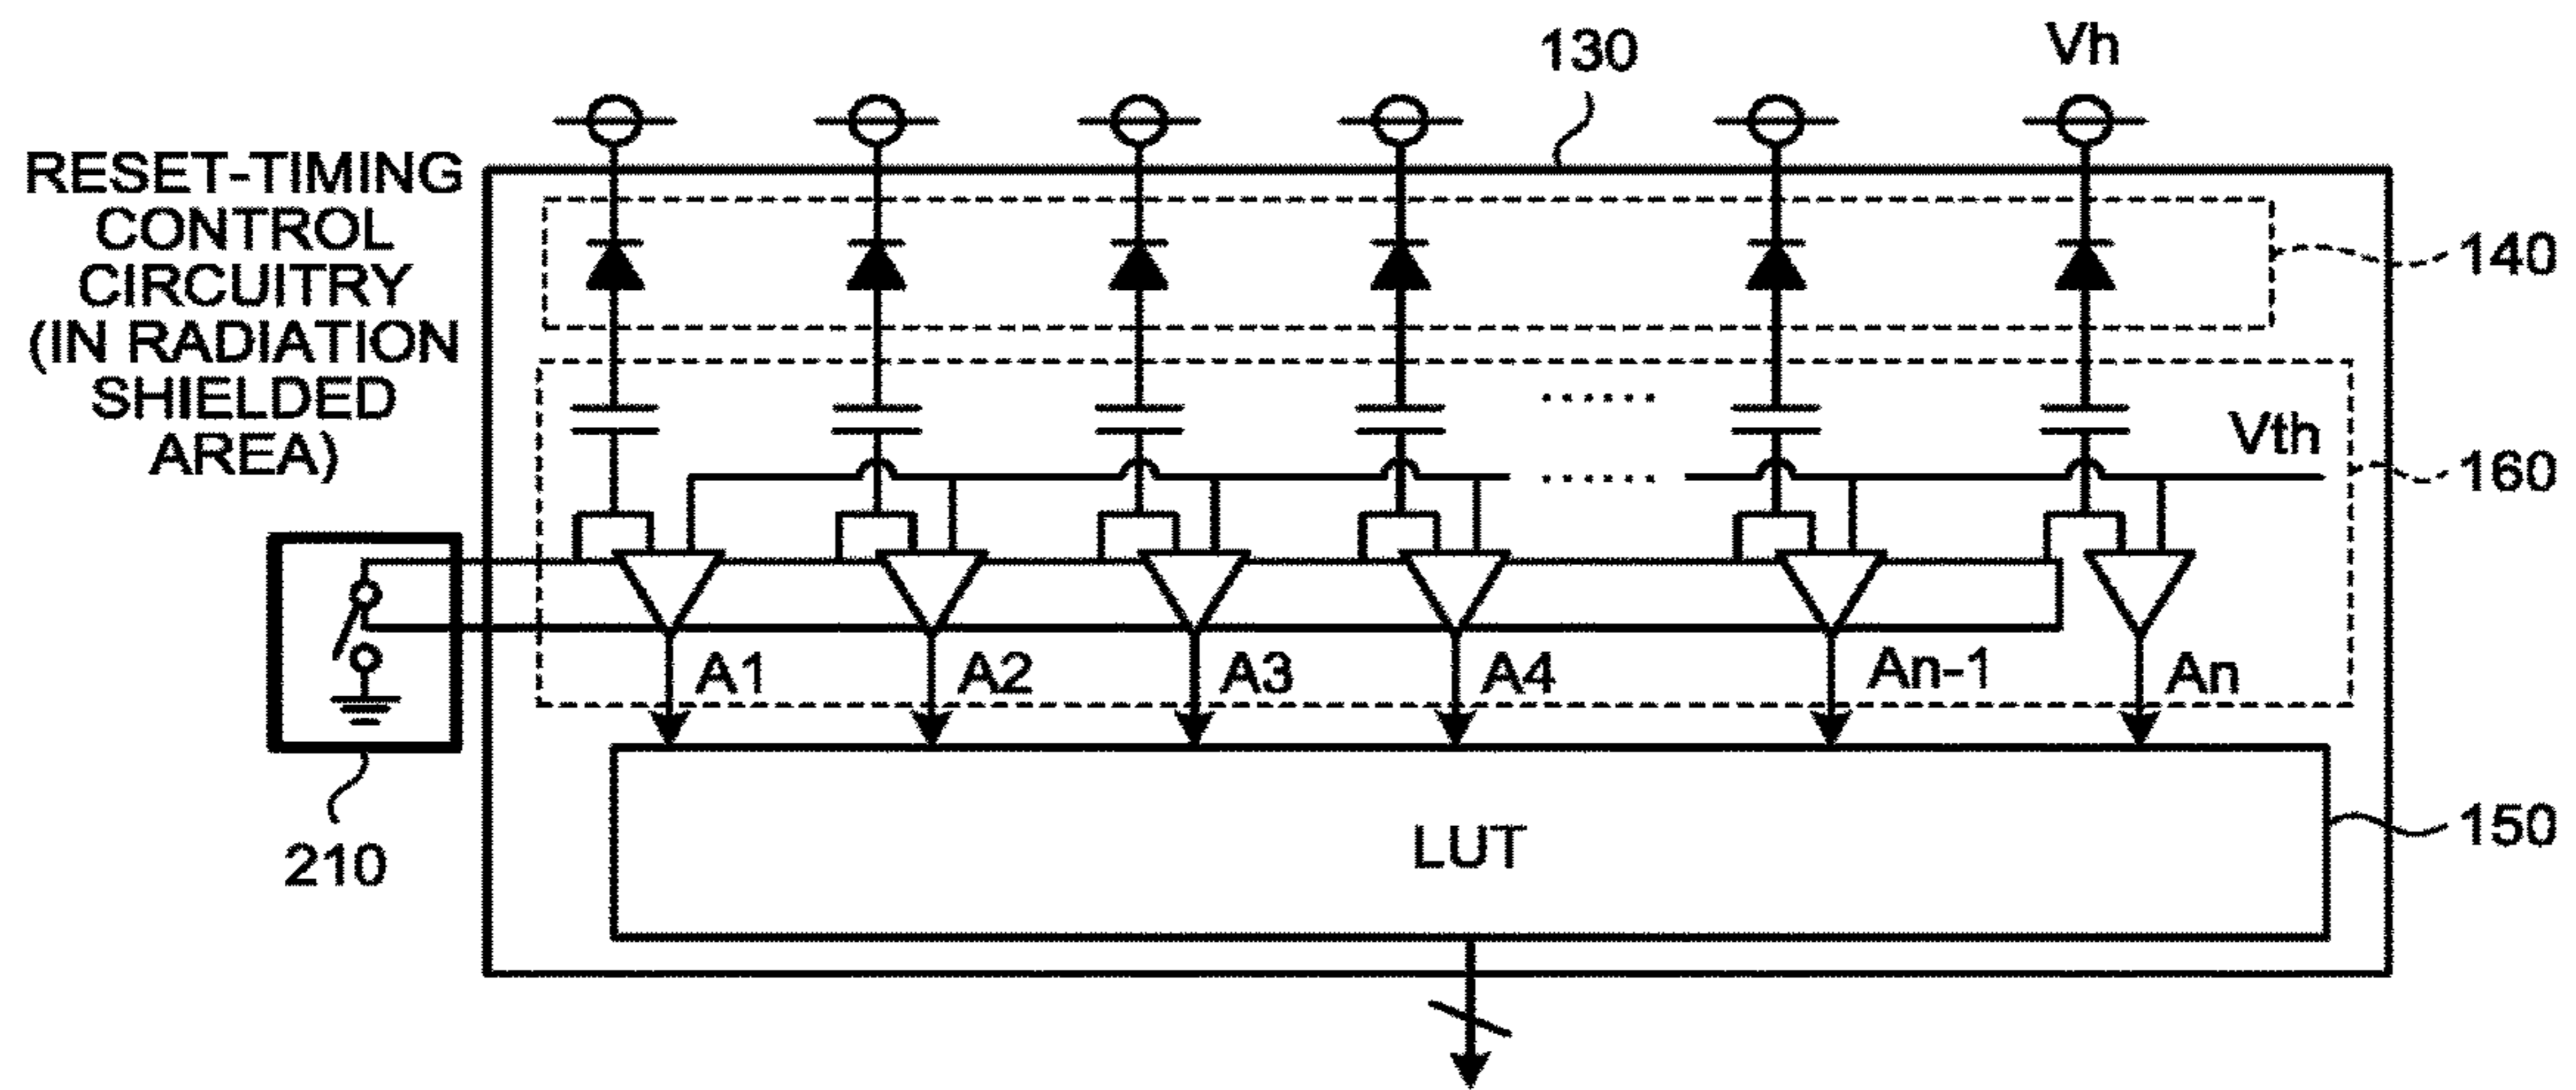 130
Vh
RESET-TIMING
CONTROL
CIRCUITRY
(IN RADIATION
SHIELDED
AREA)
140
Vth
160
A1
A2
A3
A4
An-1
An
210
LUT
150